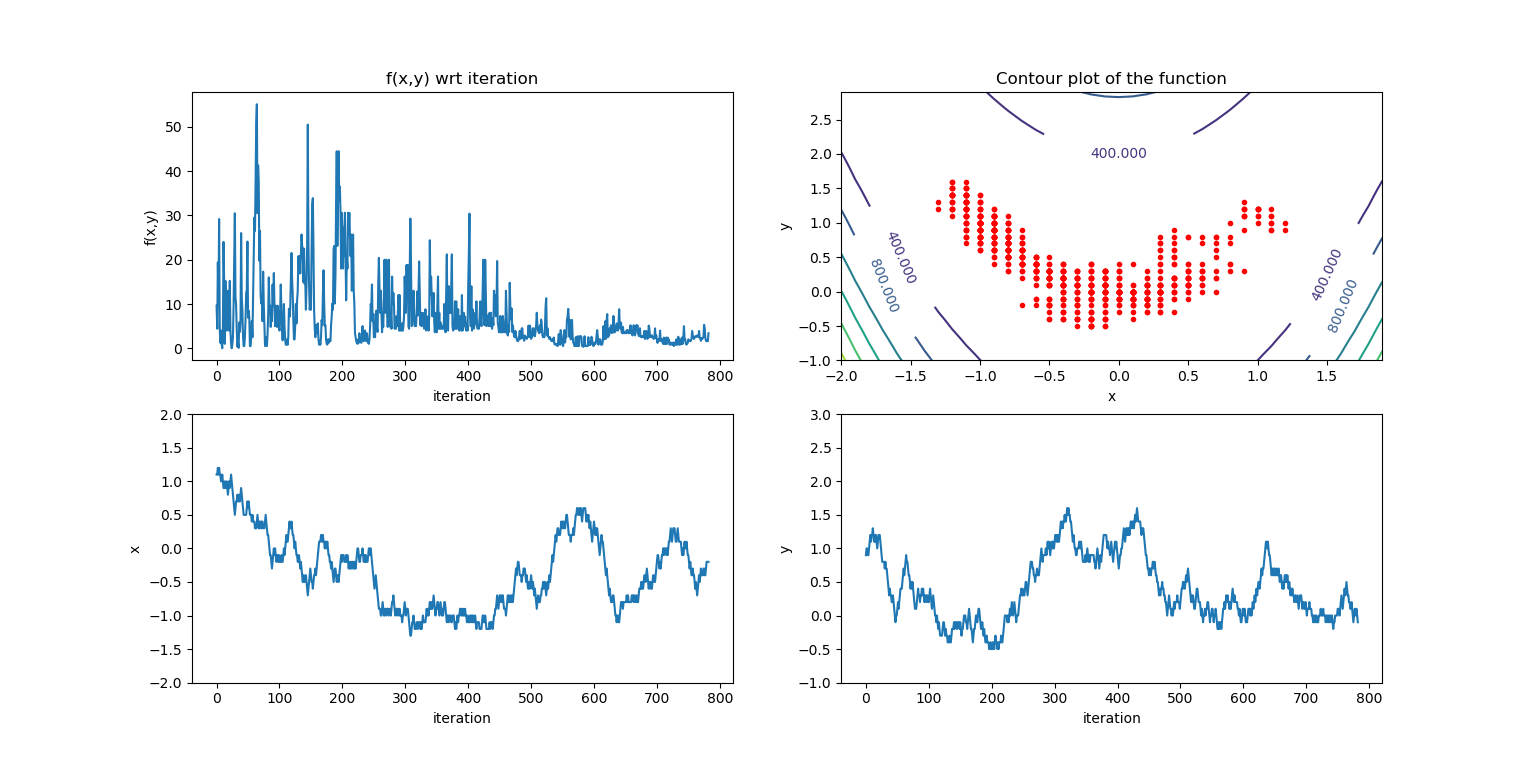 f(x,y) wrt iteration
f(x,y)
50
40
30
20
10
0
0 100 200 300 400 500 600 700 800
iteration
Contour plot of the function
y
2.5
2.0
1.5
1.0
0.5
0.0
−0.5
−1.0
400.000
400.000
800.000
400.000
800.000
−2.0 −1.5 −1.0 −0.5 0.0 0.5 1.0 1.5
x
x
2.0
1.5
1.0
0.5
0.0
−0.5
−1.0
−1.5
−2.0
0 100 200 300 400 500 600 700 800
iteration
y
3.0
2.5
2.0
1.5
1.0
0.5
0.0
−0.5
−1.0
0 100 200 300 400 500 600 700 800
iteration